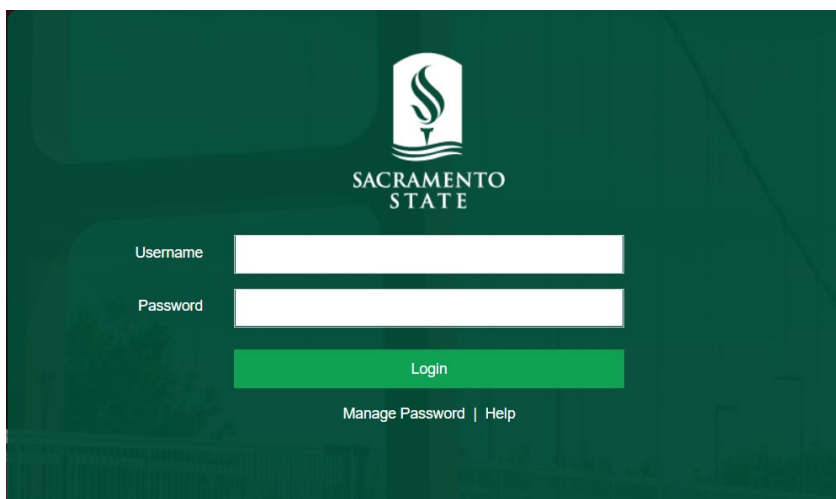 SACRAMENTO
STATE
Username
Password
Login
Manage Password | Help